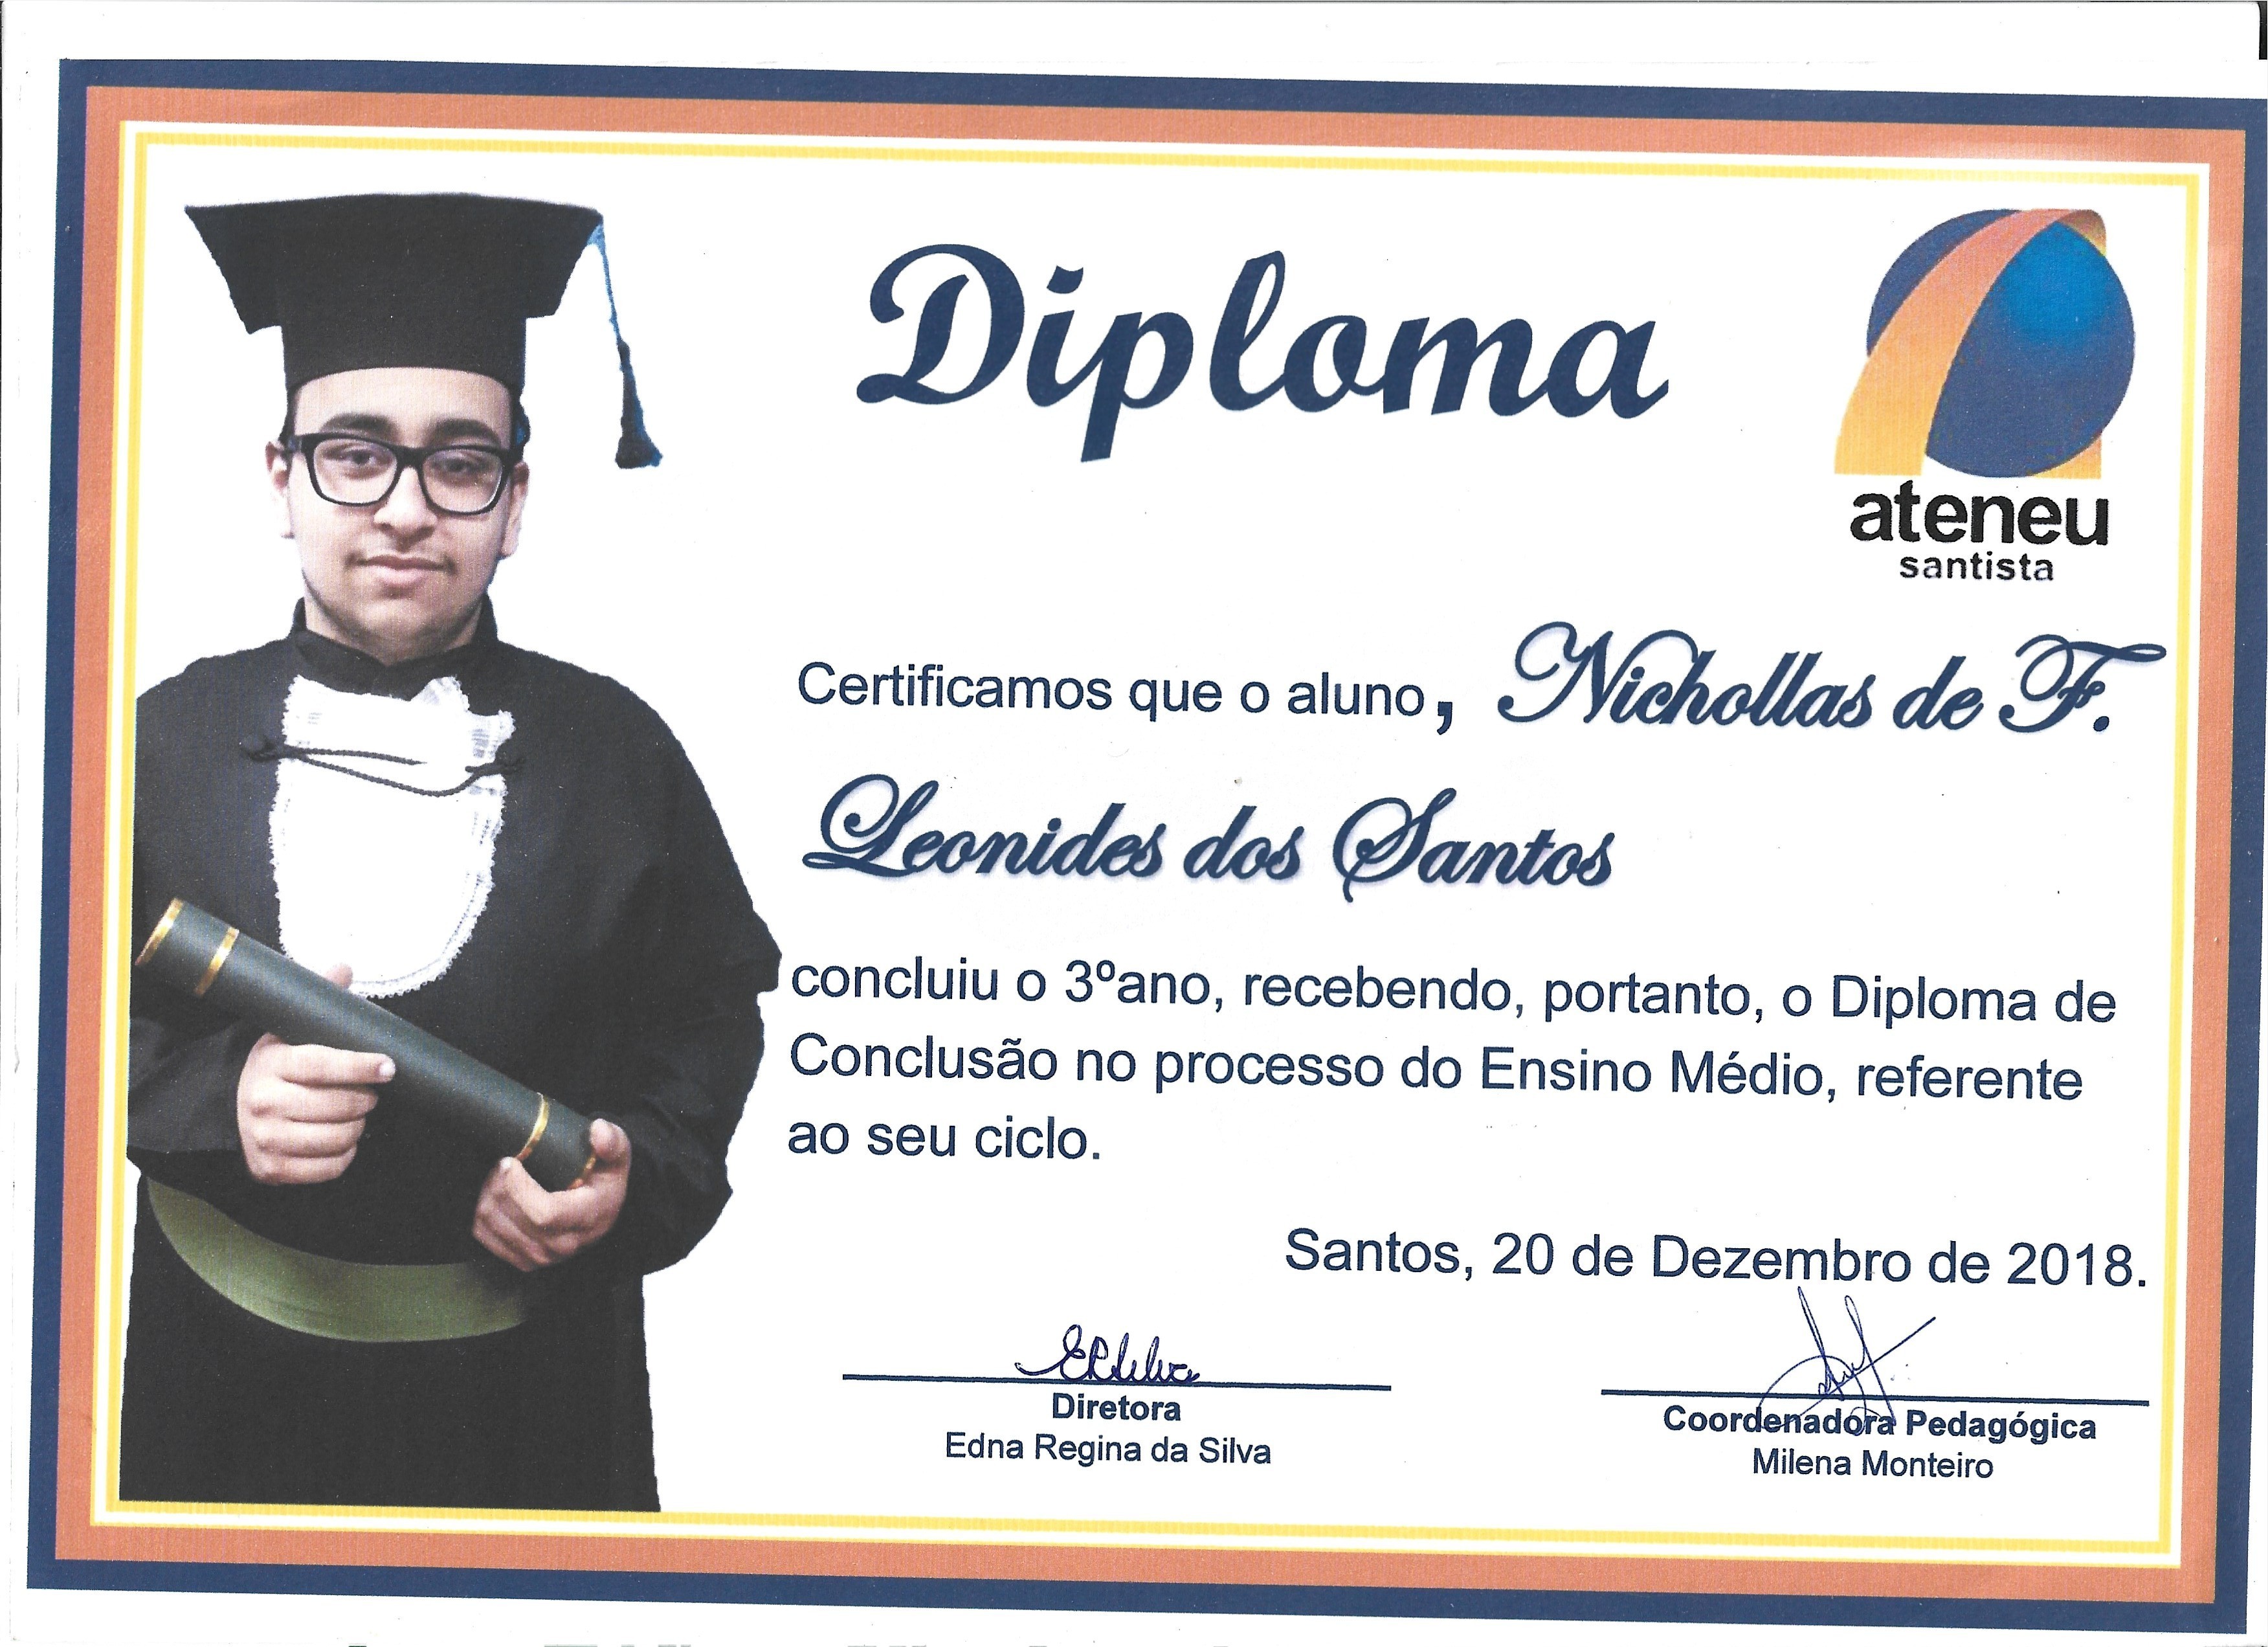 Diploma
ateneu
santista
Certificamos que o aluno, Nichollas de F.
Leonides dos Santos
concluiu o 3ºano, recebendo, portanto, o Diploma de
Conclusão no processo do Ensino Médio, referente
ao seu ciclo.
Santos, 20 de Dezembro de 2018.
Diretora
Edna Regina da Silva
Coordenadora Pedagógica
Milena Monteiro